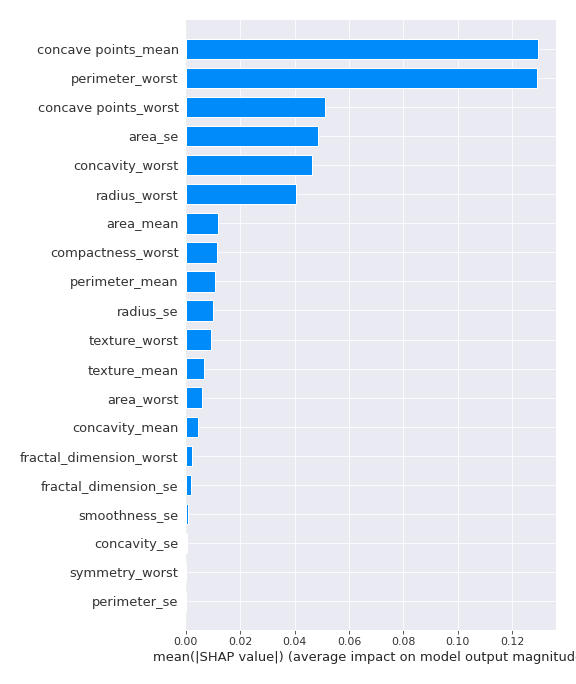 concave points_mean
perimeter_worst
concave points_worst
area_se
concavity_worst
radius_worst
area_mean
compactness_worst
perimeter_mean
radius_se
texture_worst
texture_mean
area_worst
concavity_mean
fractal_dimension_worst
fractal_dimension_se
smoothness_se
concavity_se
symmetry_worst
perimeter_se
0.00 0.02 0.04 0.06 0.08 0.10 0.12
mean(|SHAP value|) (average impact on model output magnitud